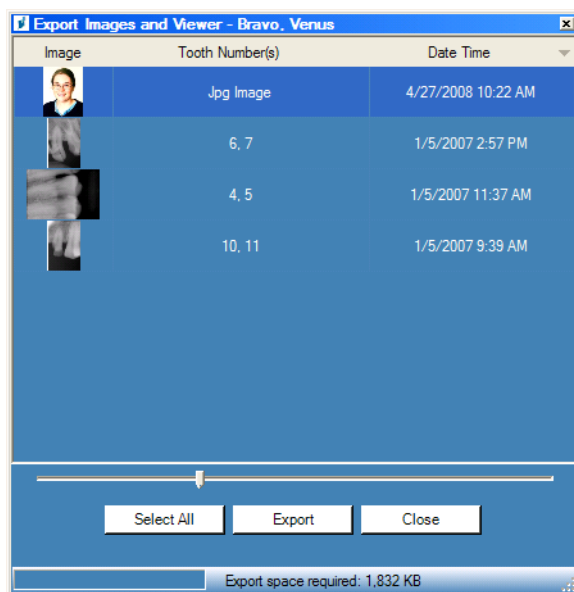 Export Images and Viewer - Bravo, Venus
Image Tooth Number(s) Date Time
Jpg Image 4/27/2008 10:22 AM
6, 7 1/5/2007 2:57 PM
4, 5 1/5/2007 11:37 AM
10, 11 1/5/2007 9:39 AM
Select All Export Close
Export space required: 1,832 KB